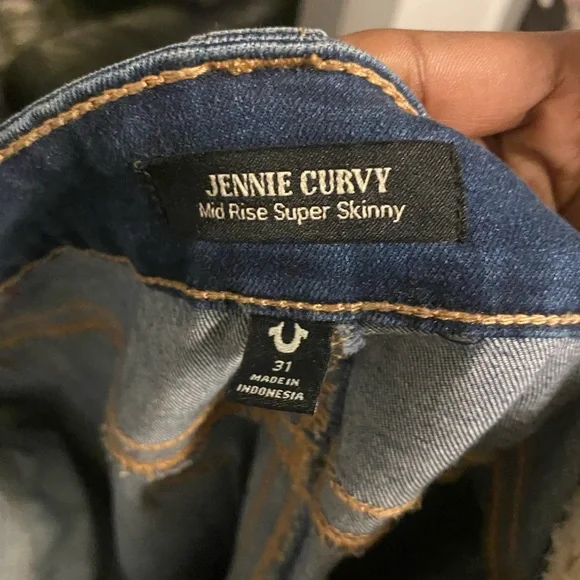 JENNIE CURVY
Mid Rise Super Skinny
31
MADE IN
INDONESIA